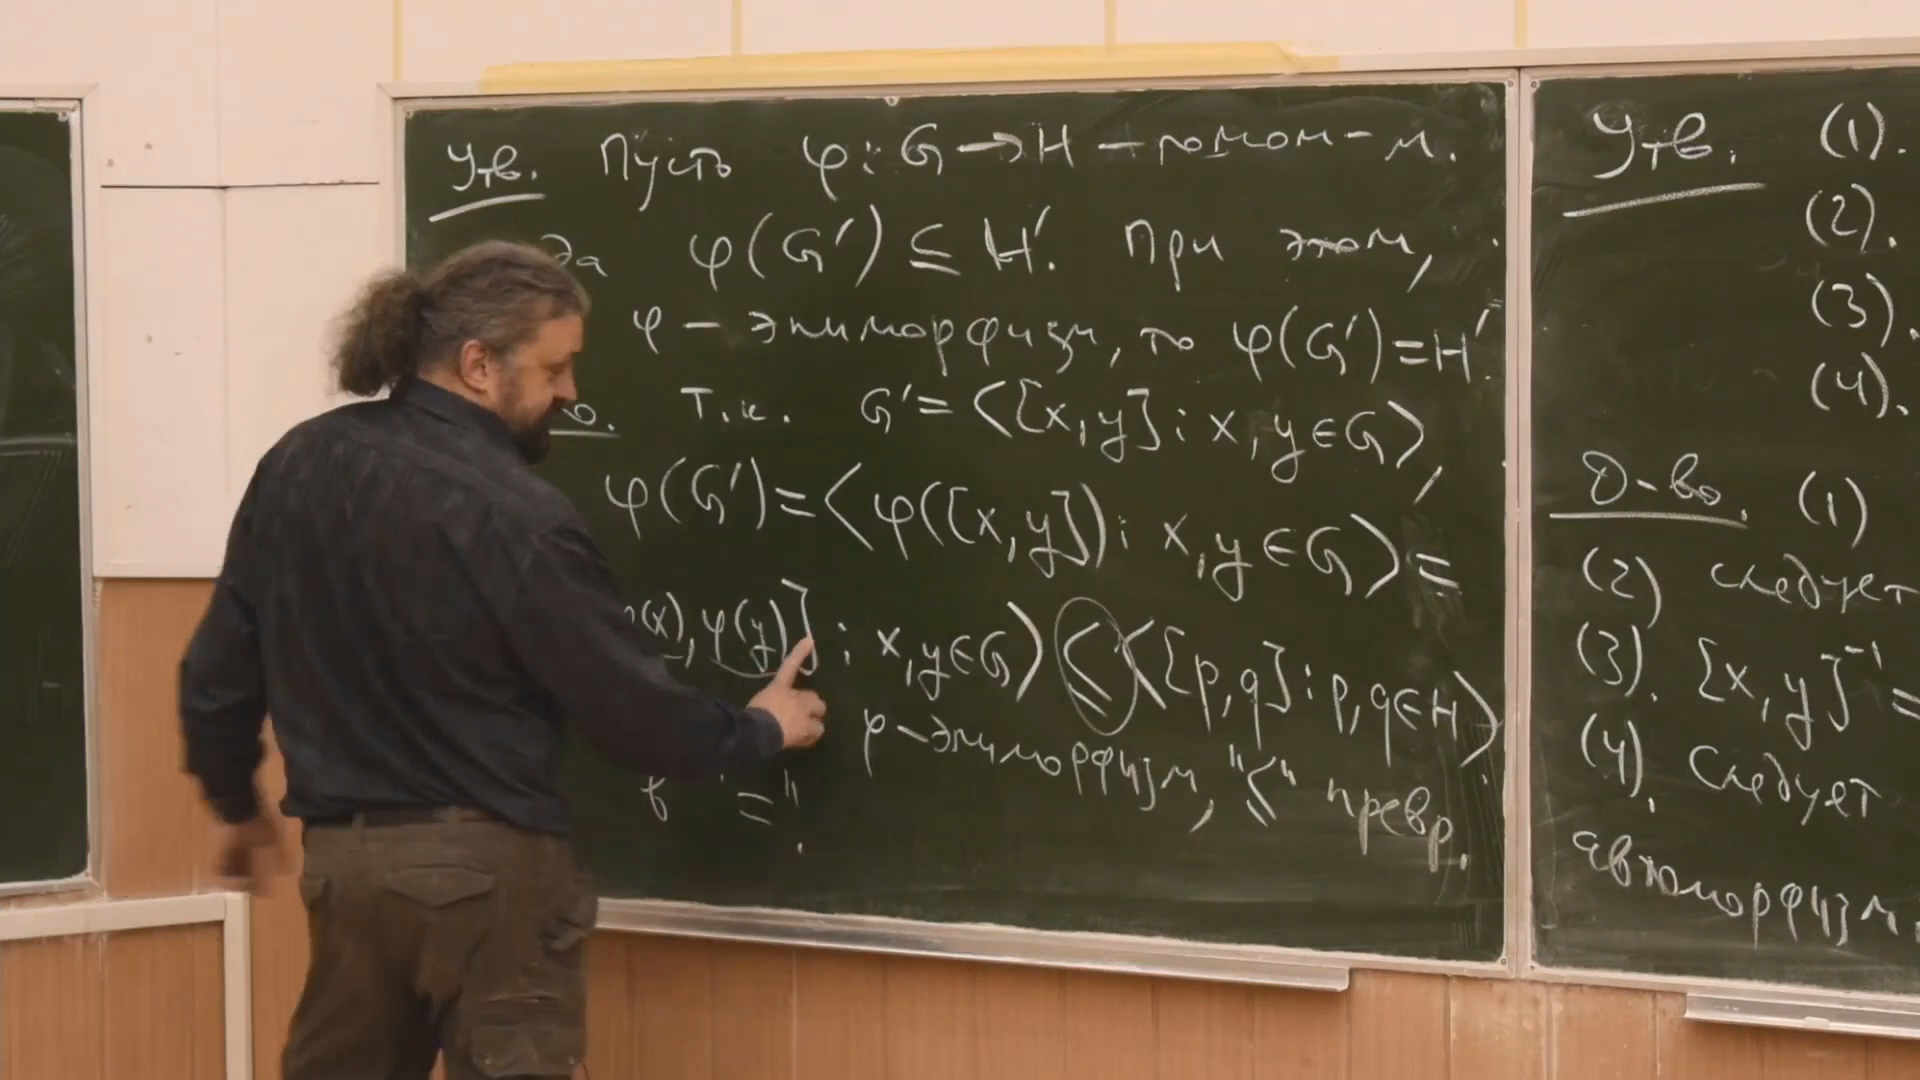 Утв. Пусть φ: G → H – гомом-м.
да φ(G') ≤ H'. При этом,
φ – эпиморфизм, то φ(G') = H'.
о. Т.к. G' = ⟨[x,y] : x,y∈G⟩,
φ(G') = ⟨φ([x,y]) : x,y∈G⟩ =
φ(x), φ(y)] : x,y∈G⟩ ≤ ⟨[p,q] : p,q∈H⟩.
φ – эпиморфизм, "≤" превр.
в "=".
Утв. (1).
(2).
(3).
(4).
Д-во. (1)
(2) следует
(3). [x,y]⁻¹ =
(4). Следует
автоморфизм